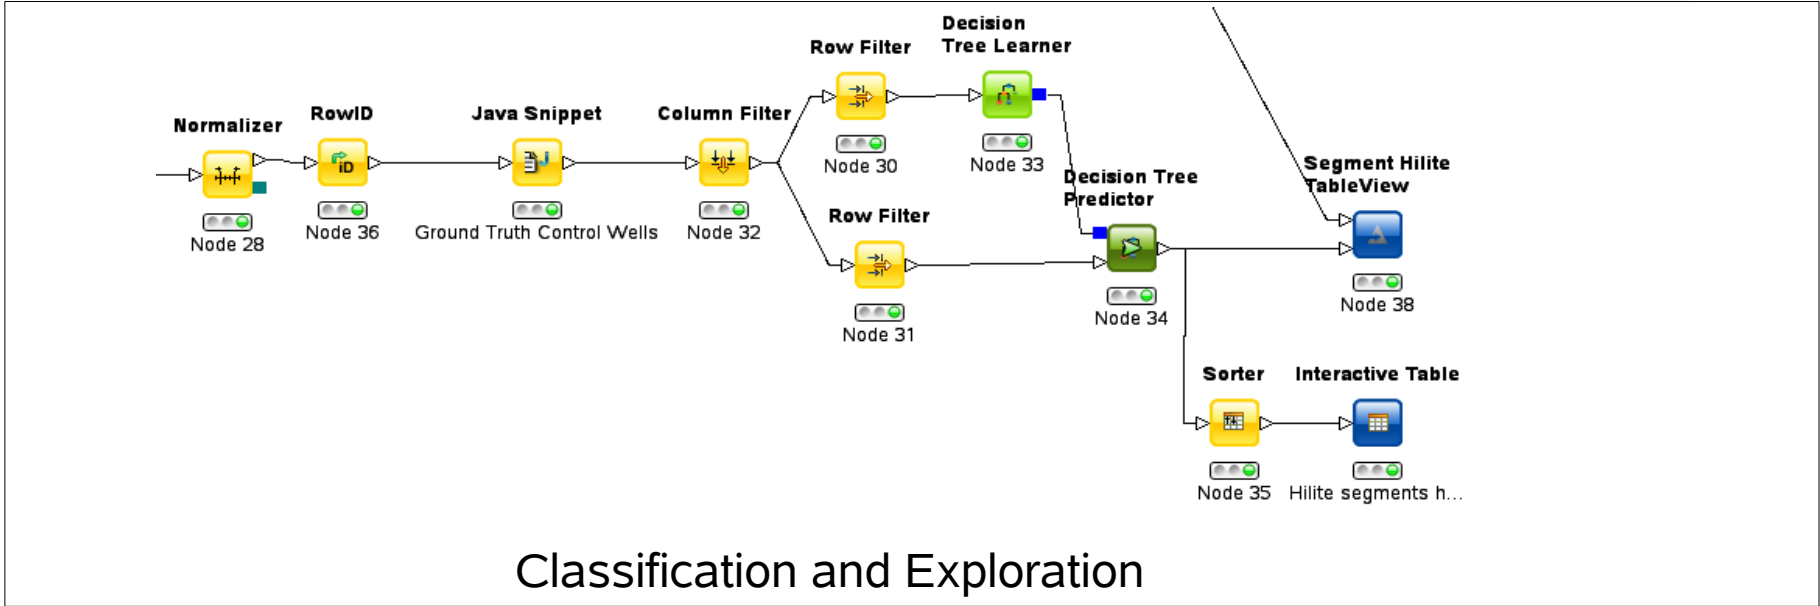 Normalizer
Node 28
RowID
Node 36
Java Snippet
Ground Truth Control Wells
Column Filter
Node 32
Row Filter
Node 30
Decision
Tree Learner
Node 33
Row Filter
Node 31
Decision Tree
Predictor
Node 34
Segment Hilite
TableView
Node 38
Sorter
Node 35
Interactive Table
Hilite segments h...
Classification and Exploration